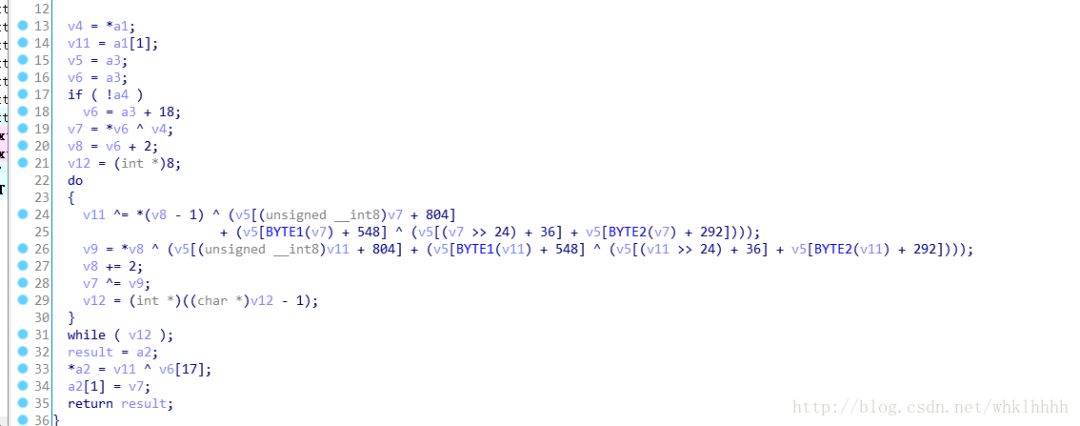 12
13 v4 = *a1;
14 v11 = a1[1];
15 v5 = a3;
16 v6 = a3;
17 if ( !a4 )
18 v6 = a3 + 18;
19 v7 = *v6 ^ v4;
20 v8 = v6 + 2;
21 v12 = (int *)8;
22 do
23 {
24 v11 ^= *(v8 - 1) ^ (v5[(unsigned __int8)v7 + 804]
25 + (v5[BYTE1(v7) + 548] ^ (v5[(v7 >> 24) + 36] + v5[BYTE2(v7) + 292])));
26 v9 = *v8 ^ (v5[(unsigned __int8)v11 + 804] + (v5[BYTE1(v11) + 548] ^ (v5[(v11 >> 24) + 36] + v5[BYTE2(v11) + 292])));
27 v8 += 2;
28 v7 ^= v9;
29 v12 = (int *)((char *)v12 - 1);
30 }
31 while ( v12 );
32 result = a2;
33 *a2 = v11 ^ v6[17];
34 a2[1] = v7;
35 return result;
36 }
http://blog.csdn.net/whklhhhh